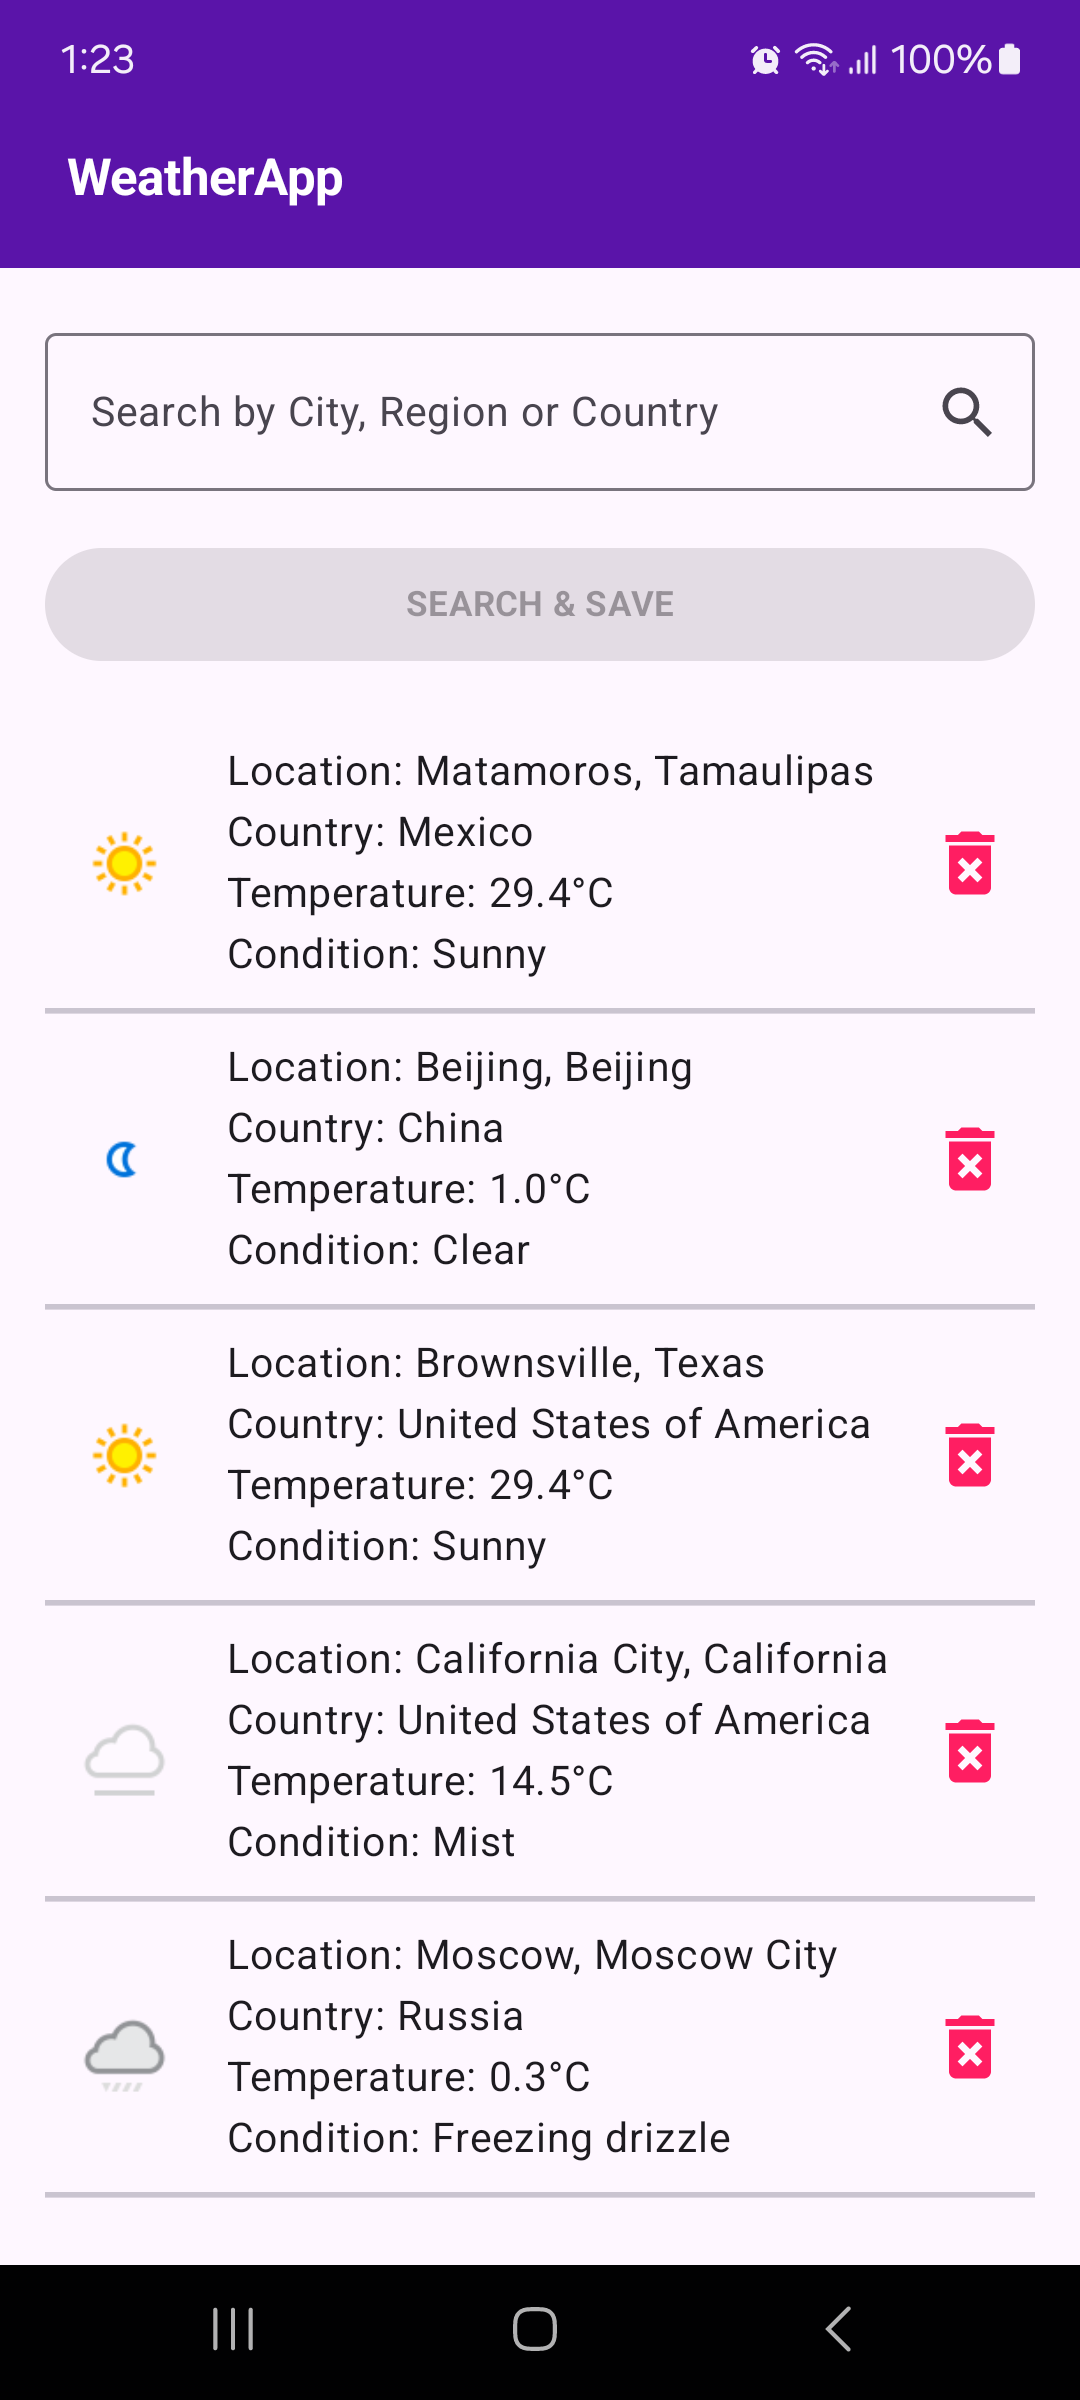 1:23 100%
WeatherApp
Search by City, Region or Country
SEARCH & SAVE
Location: Matamoros, Tamaulipas
Country: Mexico
Temperature: 29.4°C
Condition: Sunny
Location: Beijing, Beijing
Country: China
Temperature: 1.0°C
Condition: Clear
Location: Brownsville, Texas
Country: United States of America
Temperature: 29.4°C
Condition: Sunny
Location: California City, California
Country: United States of America
Temperature: 14.5°C
Condition: Mist
Location: Moscow, Moscow City
Country: Russia
Temperature: 0.3°C
Condition: Freezing drizzle